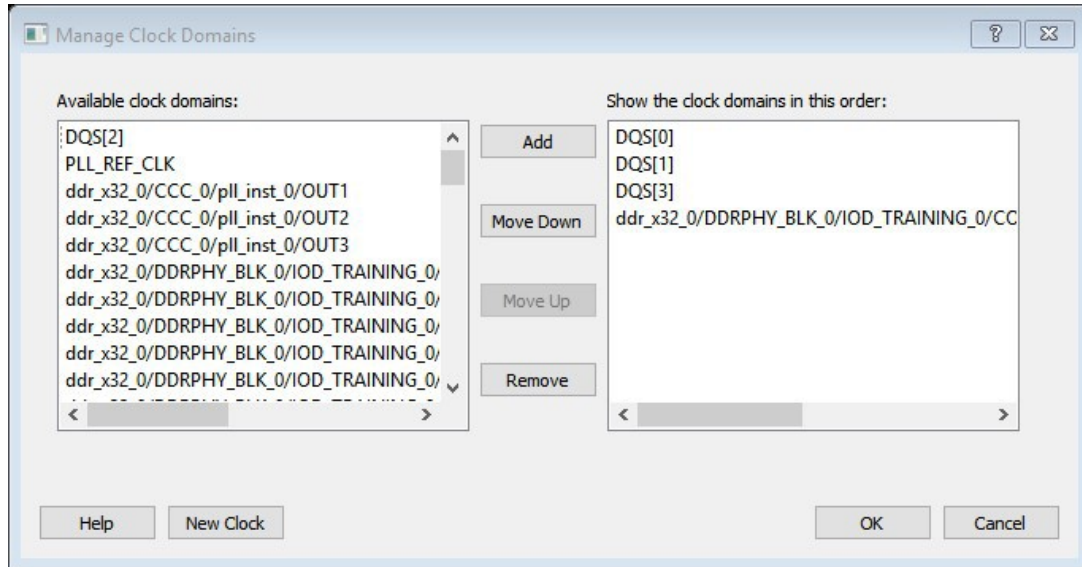 Manage Clock Domains
Available clock domains:
DQS[2]
PLL_REF_CLK
ddr_x32_0/CCC_0/pll_inst_0/OUT1
ddr_x32_0/CCC_0/pll_inst_0/OUT2
ddr_x32_0/CCC_0/pll_inst_0/OUT3
ddr_x32_0/DDRPHY_BLK_0/IOD_TRAINING_0/
ddr_x32_0/DDRPHY_BLK_0/IOD_TRAINING_0/
ddr_x32_0/DDRPHY_BLK_0/IOD_TRAINING_0/
ddr_x32_0/DDRPHY_BLK_0/IOD_TRAINING_0/
ddr_x32_0/DDRPHY_BLK_0/IOD_TRAINING_0/
Add
Move Down
Move Up
Remove
Show the clock domains in this order:
DQS[0]
DQS[1]
DQS[3]
ddr_x32_0/DDRPHY_BLK_0/IOD_TRAINING_0/CO
Help
New Clock
OK
Cancel